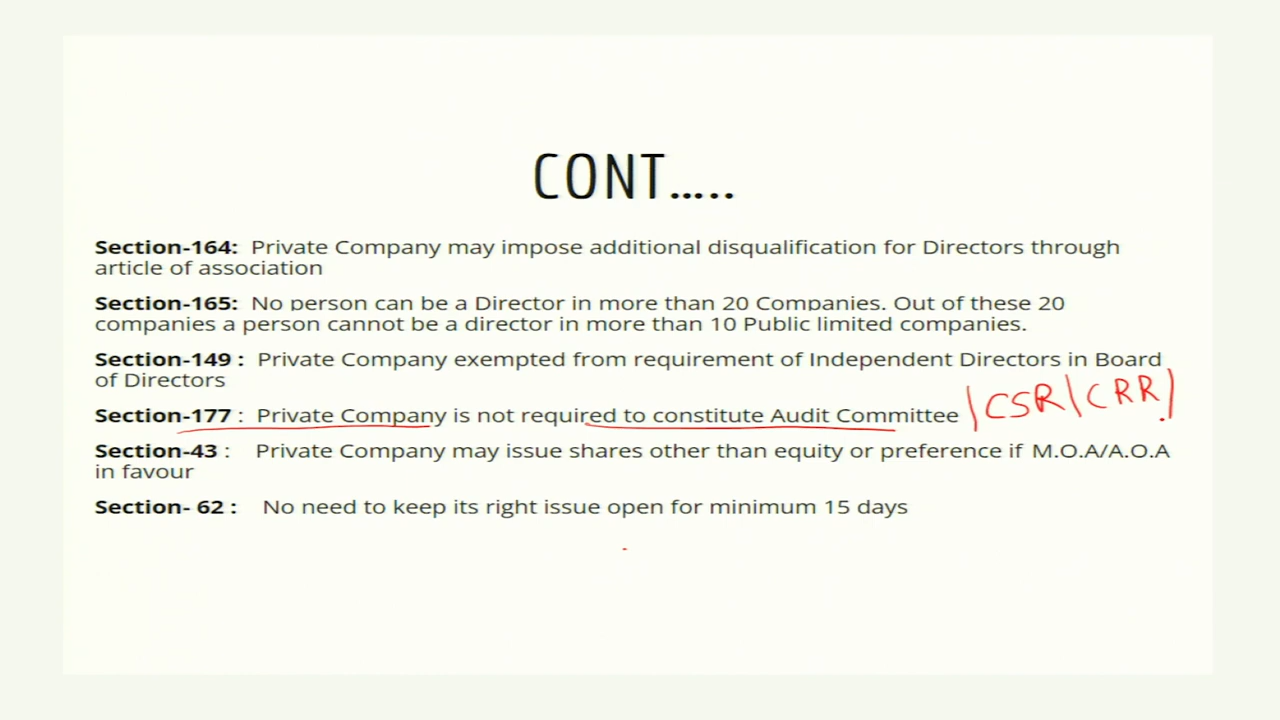 CONT.....
Section-164: Private Company may impose additional disqualification for Directors through
article of association
Section-165: No person can be a Director in more than 20 Companies. Out of these 20
companies a person cannot be a director in more than 10 Public limited companies.
Section-149 : Private Company exempted from requirement of Independent Directors in Board
of Directors
Section-177 : Private Company is not required to constitute Audit Committee |CSR|CRR|
Section-43 : Private Company may issue shares other than equity or preference if M.O.A/A.O.A
in favour
Section- 62 : No need to keep its right issue open for minimum 15 days